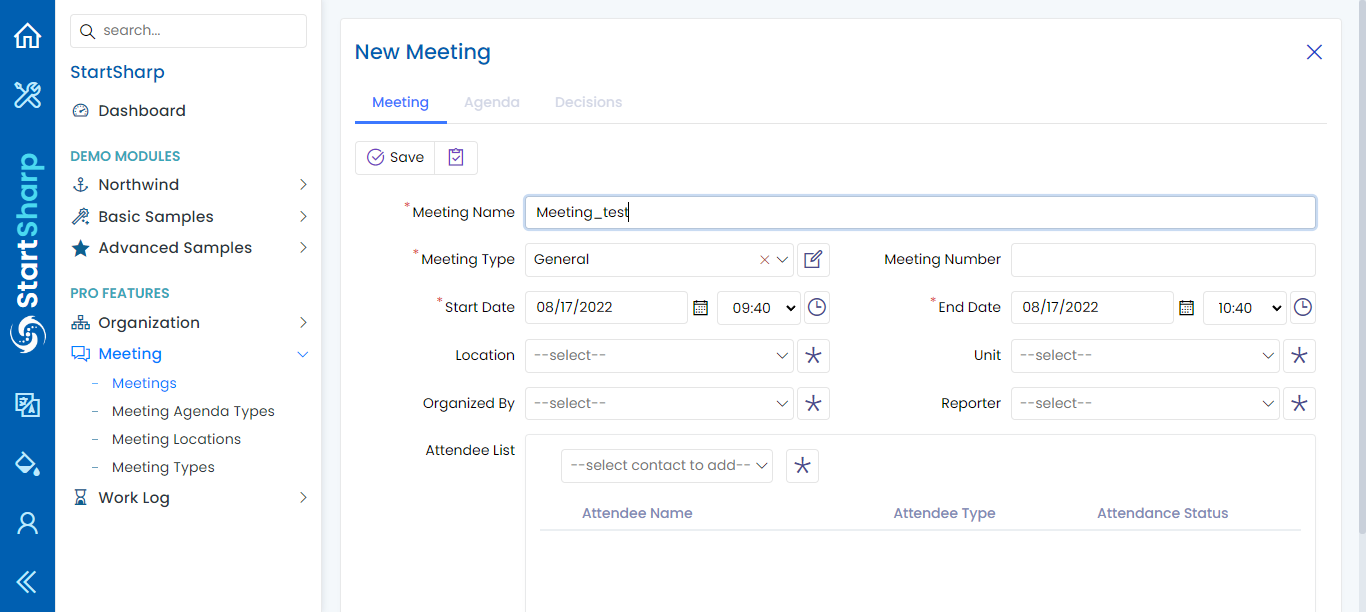 search...
StartSharp
Dashboard
DEMO MODULES
Northwind
Basic Samples
Advanced Samples
PRO FEATURES
Organization
Meeting
Meetings
Meeting Agenda Types
Meeting Locations
Meeting Types
Work Log
StartSharp
New Meeting
Meeting Agenda Decisions
Save
*Meeting Name Meeting_test
*Meeting Type General Meeting Number
*Start Date 08/17/2022 09:40 *End Date 08/17/2022 10:40
Location --select-- Unit --select--
Organized By --select-- Reporter --select--
Attendee List --select contact to add--
Attendee Name Attendee Type Attendance Status